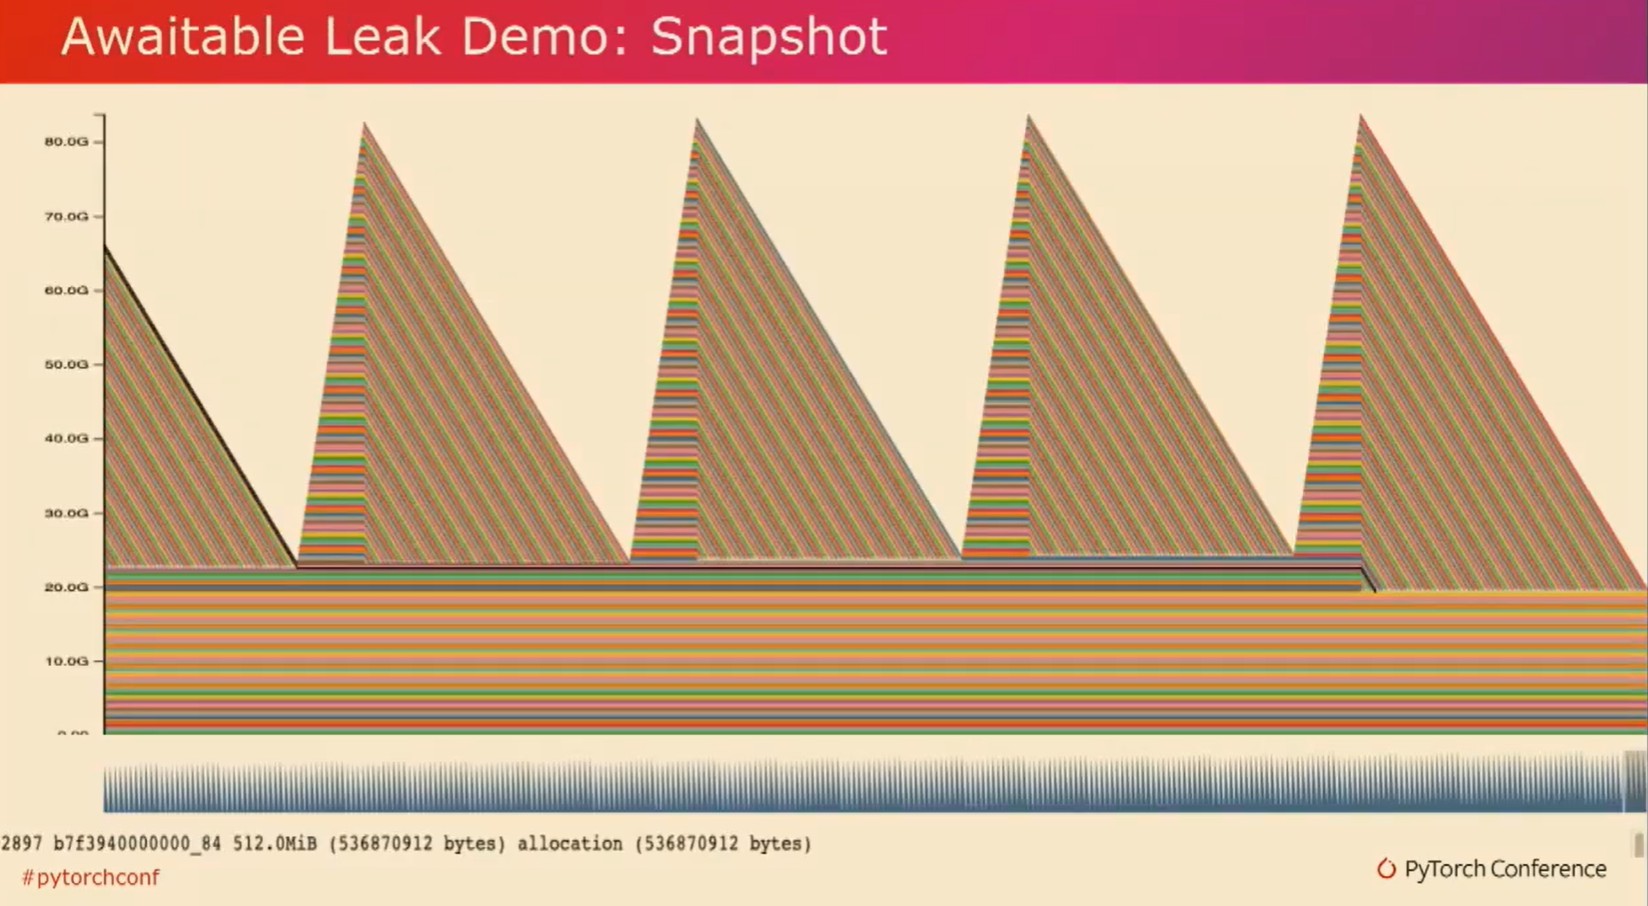 Awaitable Leak Demo: Snapshot
80.0G
70.0G
60.0G
50.0G
40.0G
30.0G
20.0G
10.0G
2897 b7f3940000000_84 512.0MiB (536870912 bytes) allocation (536870912 bytes)
#pytorchconf
PyTorch Conference